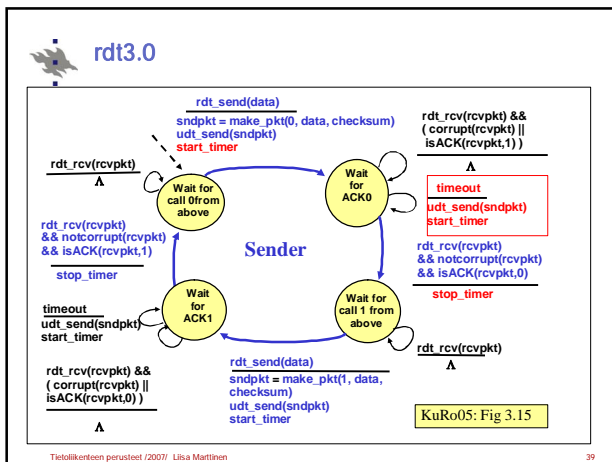 rdt3.0
rdt_send(data)
sndpkt = make_pkt(0, data, checksum)
udt_send(sndpkt)
start_timer
rdt_rcv(rcvpkt) &&
( corrupt(rcvpkt) ||
isACK(rcvpkt,1) )
Λ
rdt_rcv(rcvpkt)
Λ
Wait for
call 0from
above
Wait
for
ACK0
timeout
udt_send(sndpkt)
start_timer
rdt_rcv(rcvpkt)
&& notcorrupt(rcvpkt)
&& isACK(rcvpkt,1)
stop_timer
Sender
rdt_rcv(rcvpkt)
&& notcorrupt(rcvpkt)
&& isACK(rcvpkt,0)
stop_timer
timeout
udt_send(sndpkt)
start_timer
Wait
for
ACK1
Wait for
call 1 from
above
rdt_rcv(rcvpkt)
Λ
rdt_send(data)
sndpkt = make_pkt(1, data,
checksum)
udt_send(sndpkt)
start_timer
rdt_rcv(rcvpkt) &&
( corrupt(rcvpkt) ||
isACK(rcvpkt,0) )
Λ
KuRo05: Fig 3.15
Tietoliikenteen perusteet /2007/ Liisa Marttinen
39